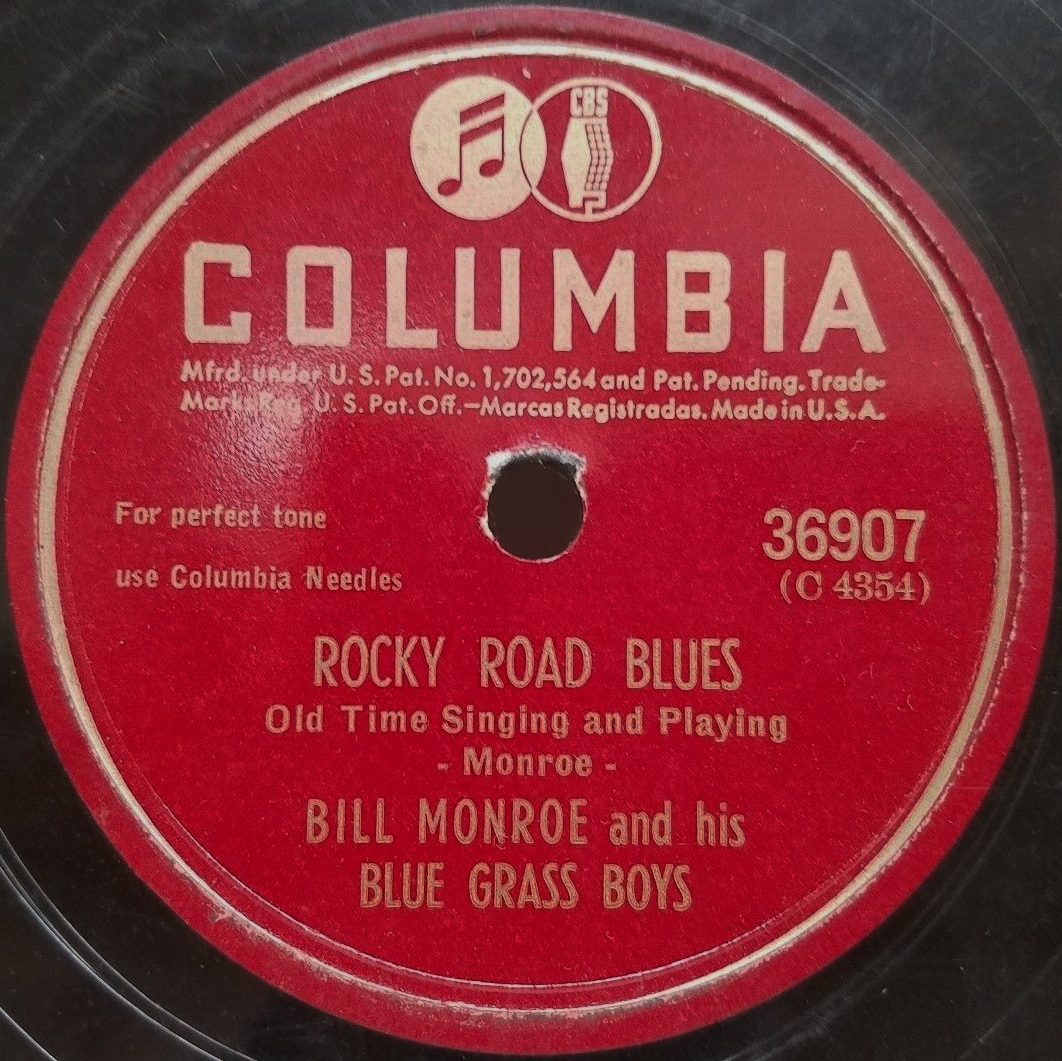 CBS
COLUMBIA
Mfrd. under U. S. Pat. No. 1,702,564 and Pat. Pending. Trade-
Marks Reg. U. S. Pat. Off.—Marcas Registradas. Made in U.S.A.
For perfect tone
36907
use Columbia Needles
(C 4354)
ROCKY ROAD BLUES
Old Time Singing and Playing
- Monroe -
BILL MONROE and his
BLUE GRASS BOYS